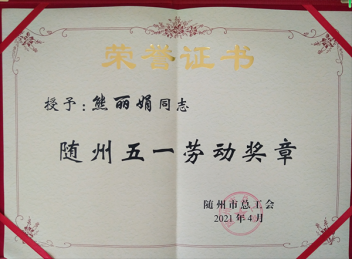 荣誉证书
授予：熊丽娟同志
随州五一劳动奖章
随州市总工会
2021年4月